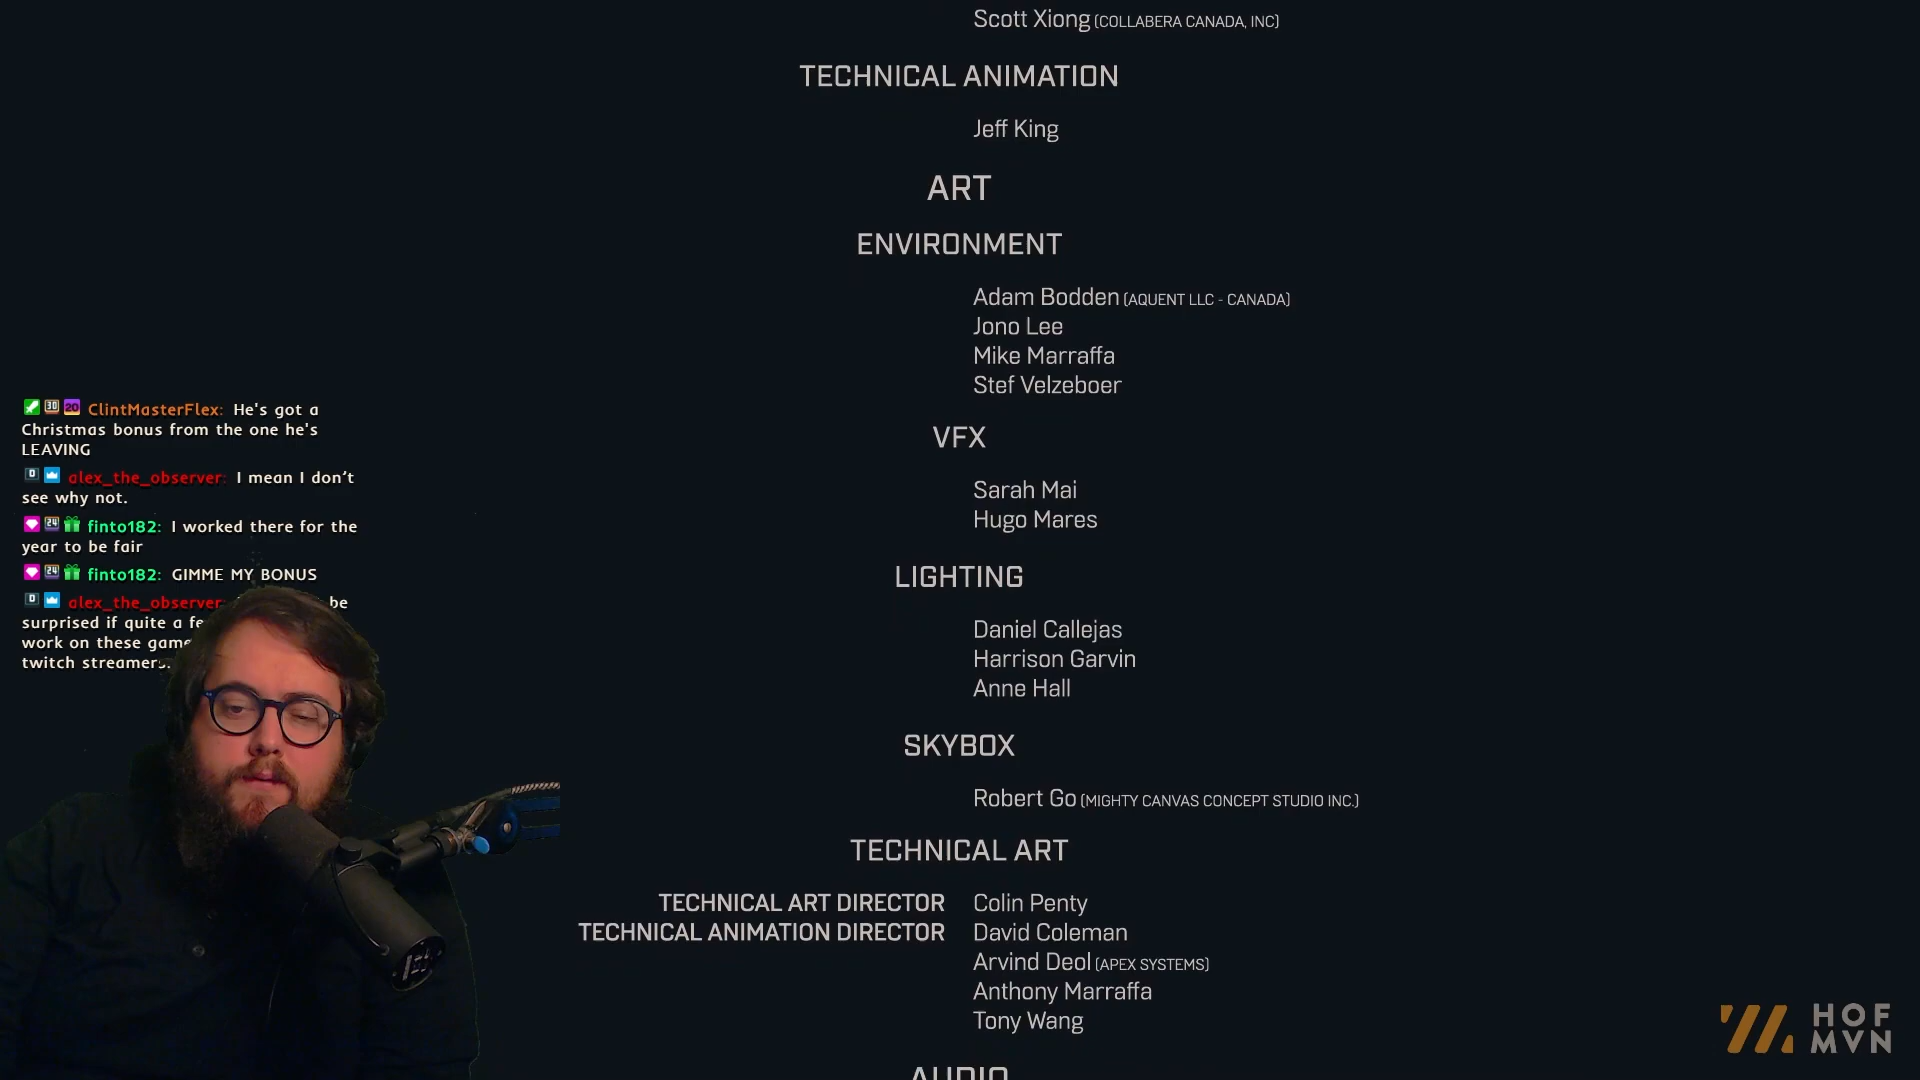 Scott Xiong (COLLABERA CANADA, INC)
TECHNICAL ANIMATION
Jeff King
ART
ENVIRONMENT
Adam Bodden (AQUENT LLC - CANADA)
Jono Lee
Mike Marraffa
Stef Velzeboer
VFX
Sarah Mai
Hugo Mares
LIGHTING
Daniel Callejas
Harrison Garvin
Anne Hall
SKYBOX
Robert Go (MIGHTY CANVAS CONCEPT STUDIO INC.)
TECHNICAL ART
TECHNICAL ART DIRECTOR Colin Penty
TECHNICAL ANIMATION DIRECTOR David Coleman
Arvind Deol (APEX SYSTEMS)
Anthony Marraffa
Tony Wang
AUDIO
ClintMasterFlex: He's got a
Christmas bonus from the one he's
LEAVING
alex_the_observer: I mean I don't
see why not.
finto182: I worked there for the
year to be fair
finto182: GIMME MY BONUS
alex_the_observer: be
surprised if quite a
work on these
twitch streamers.
HOF
MVN